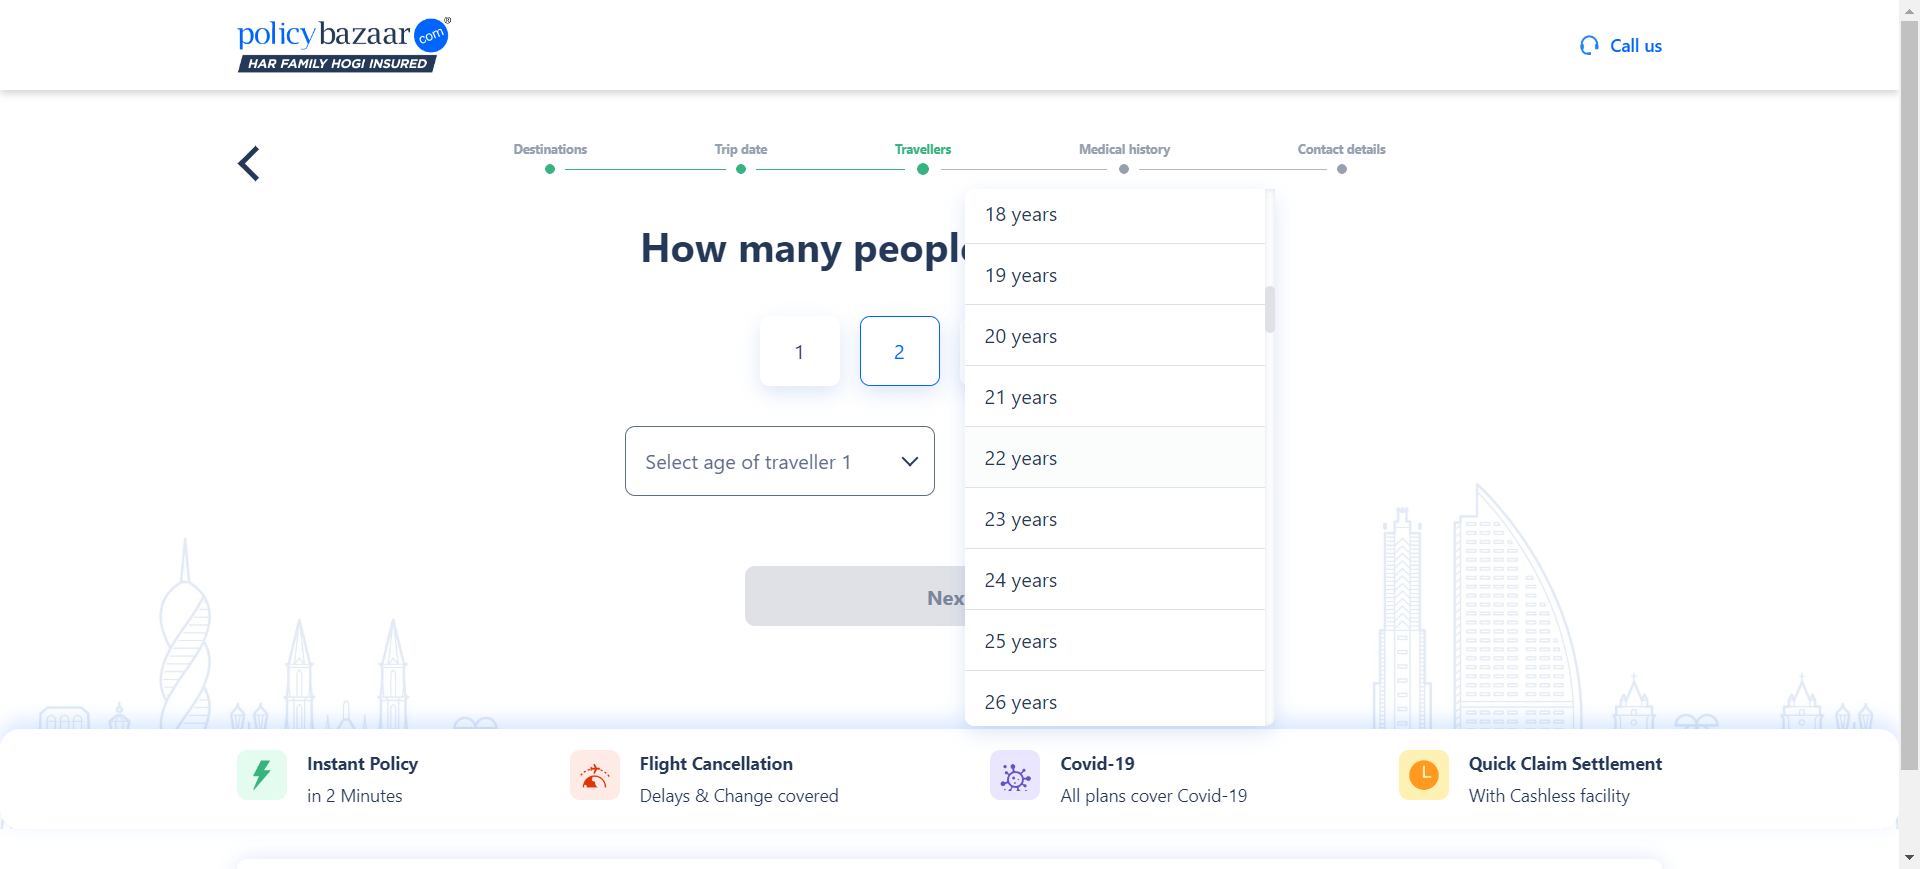 policybazaar com ®
HAR FAMILY HOGI INSURED
Call us
Destinations
Trip date
Travellers
Medical history
Contact details
How many people
1
2
Select age of traveller 1
Nex
18 years
19 years
20 years
21 years
22 years
23 years
24 years
25 years
26 years
Instant Policy
in 2 Minutes
Flight Cancellation
Delays & Change covered
Covid-19
All plans cover Covid-19
Quick Claim Settlement
With Cashless facility